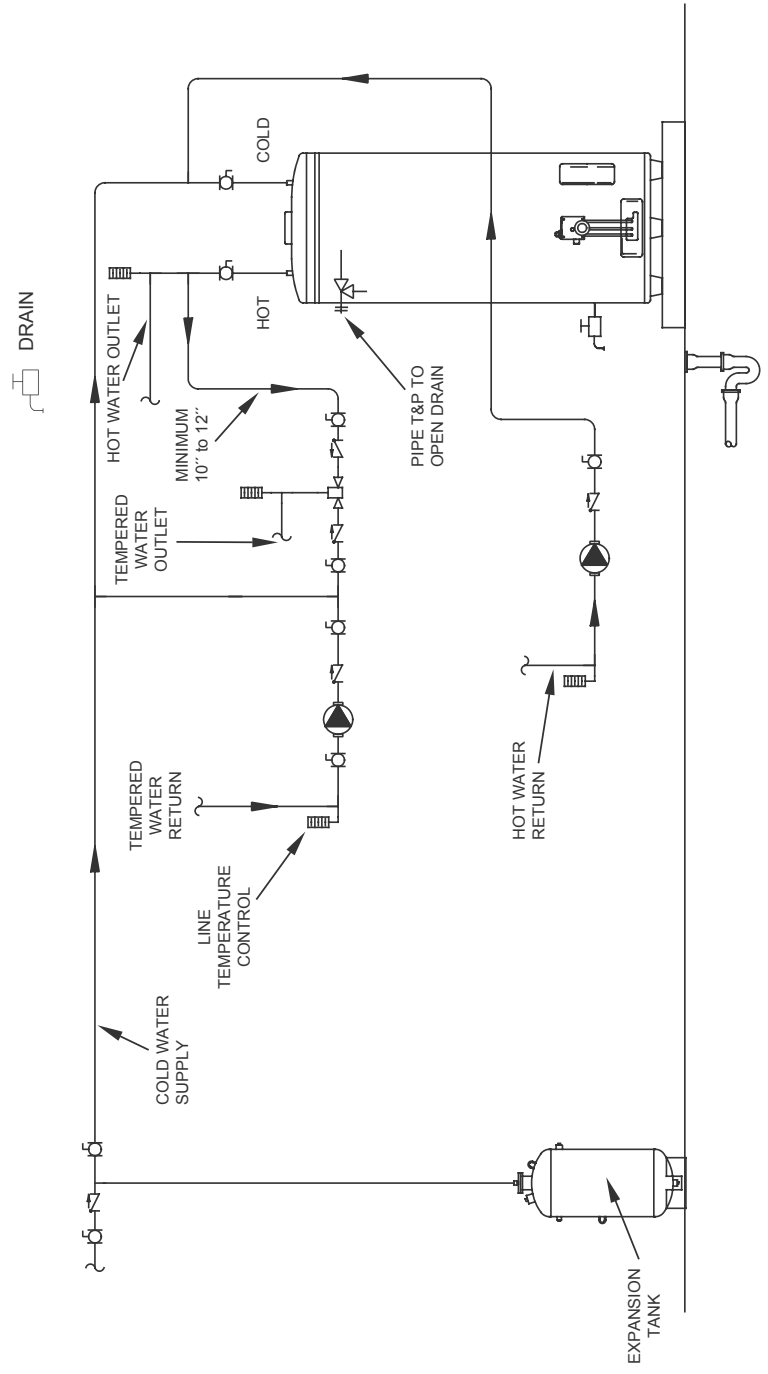 DRAIN
COLD
HOT
HOT WATER OUTLET
MINIMUM
10″ to 12″
PIPE T&P TO
OPEN DRAIN
TEMPERED
WATER
OUTLET
TEMPERED
WATER
RETURN
HOT WATER
RETURN
LINE
TEMPERATURE
CONTROL
COLD WATER
SUPPLY
EXPANSION
TANK